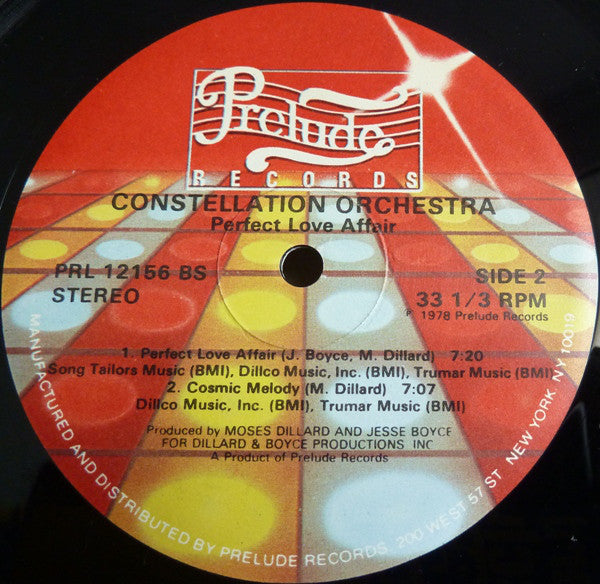 Prelude
RECORDS
CONSTELLATION ORCHESTRA
Perfect Love Affair
PRL 12156 BS
STEREO
SIDE 2
33 1/3 RPM
℗ 1978 Prelude Records
1. Perfect Love Affair (J. Boyce, M. Dillard) 7:20
Song Tailors Music (BMI), Dillco Music, Inc. (BMI), Trumar Music (BMI)
2. Cosmic Melody (M. Dillard) 7:07
Dillco Music, Inc. (BMI), Trumar Music (BMI)
Produced by MOSES DILLARD AND JESSE BOYCE
FOR DILLARD & BOYCE PRODUCTIONS INC
A Product of Prelude Records
MANUFACTURED AND DISTRIBUTED BY PRELUDE RECORDS 200 WEST 57 ST NEW YORK NY 10019